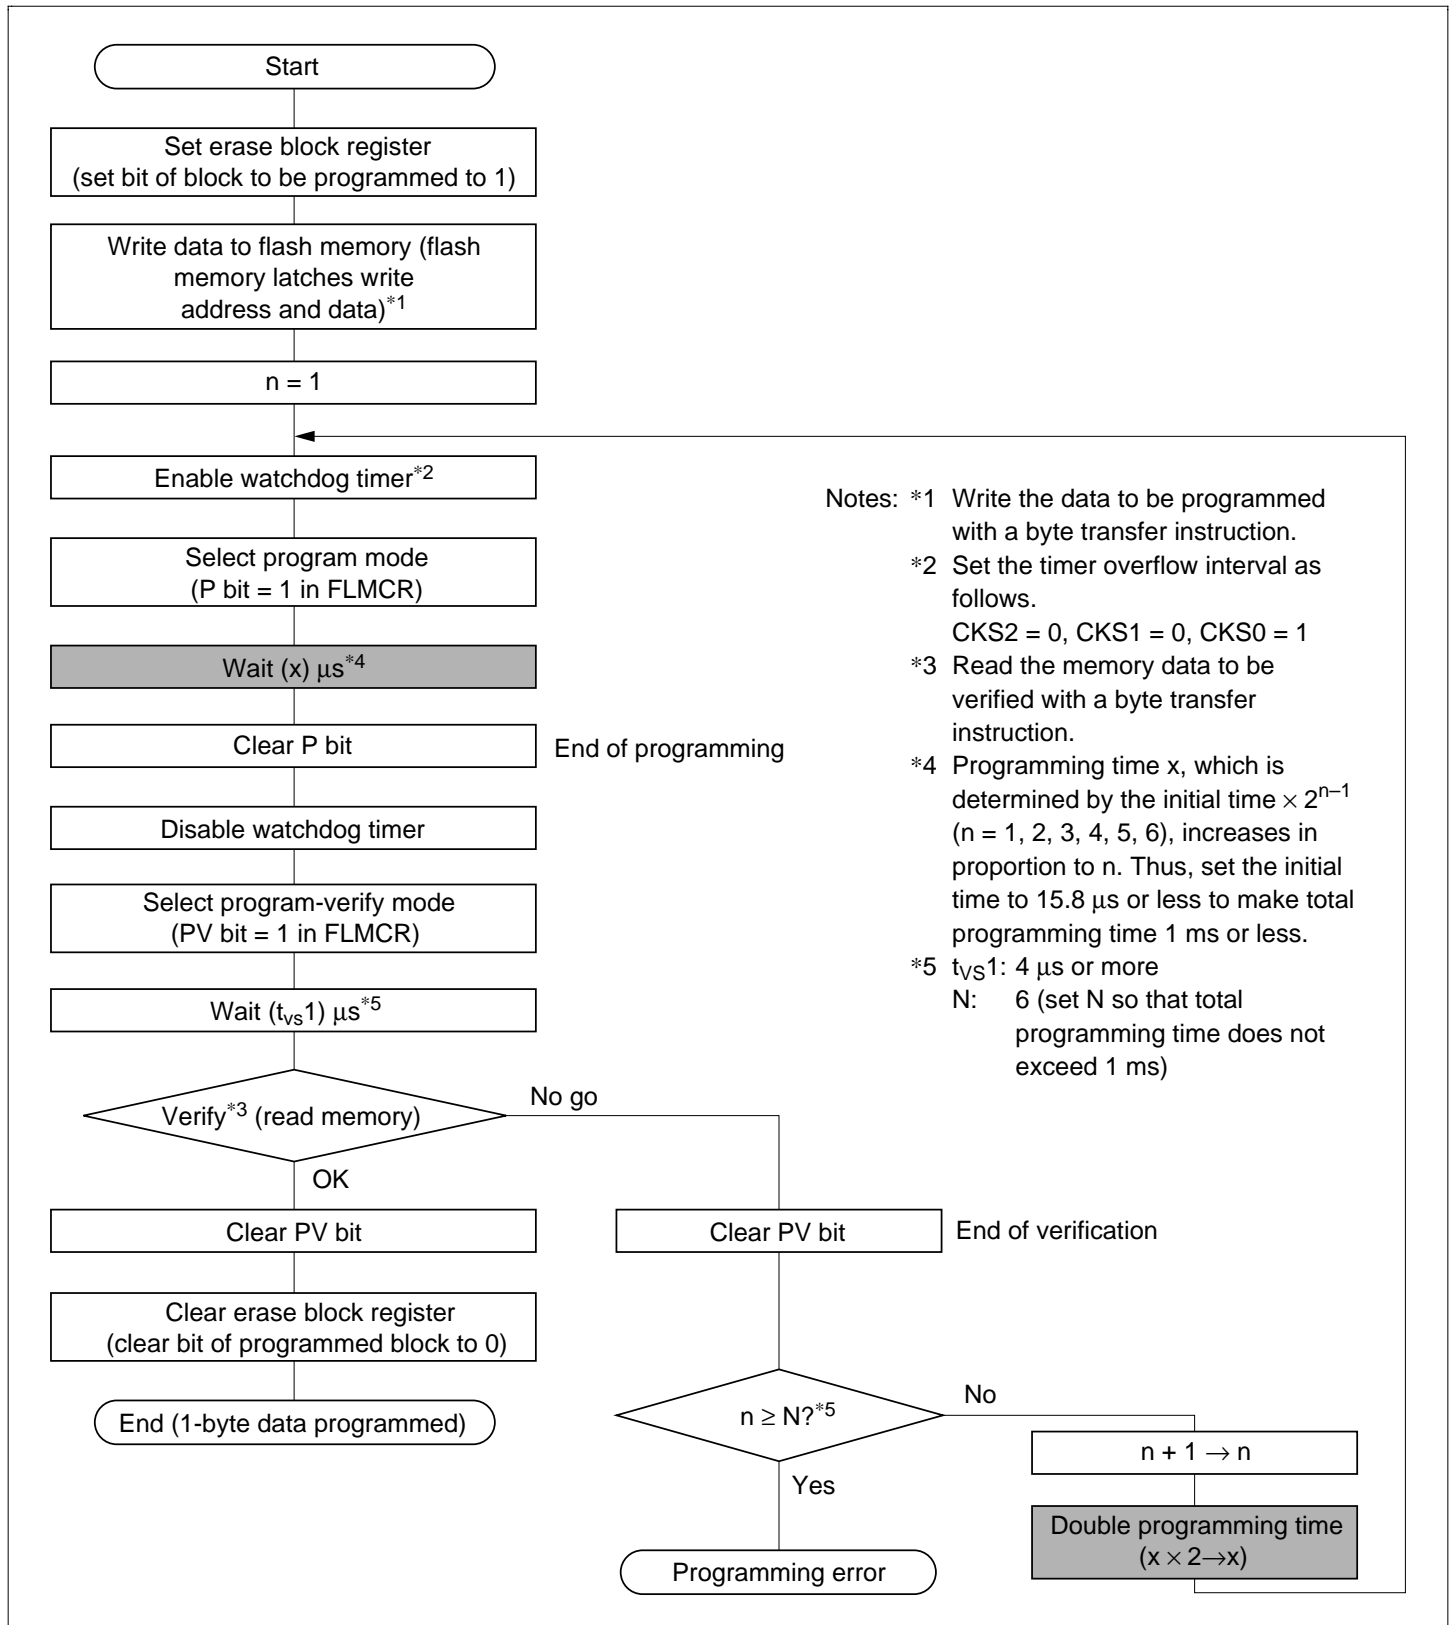 Start
Set erase block register
(set bit of block to be programmed to 1)
Write data to flash memory (flash
memory latches write
address and data)*1
n = 1
Enable watchdog timer*2
Select program mode
(P bit = 1 in FLMCR)
Wait (x) μs*4
Clear P bit
End of programming
Disable watchdog timer
Select program-verify mode
(PV bit = 1 in FLMCR)
Wait (tvs1) μs*5
Verify*3 (read memory)
No go
OK
Clear PV bit
Clear erase block register
(clear bit of programmed block to 0)
End (1-byte data programmed)
Clear PV bit
End of verification
n ≥ N?*5
No
Yes
n + 1 → n
Double programming time
(x × 2→x)
Programming error
Notes: *1 Write the data to be programmed
with a byte transfer instruction.
*2 Set the timer overflow interval as
follows.
CKS2 = 0, CKS1 = 0, CKS0 = 1
*3 Read the memory data to be
verified with a byte transfer
instruction.
*4 Programming time x, which is
determined by the initial time × 2n–1
(n = 1, 2, 3, 4, 5, 6), increases in
proportion to n. Thus, set the initial
time to 15.8 μs or less to make total
programming time 1 ms or less.
*5 tVS1: 4 μs or more
N: 6 (set N so that total
programming time does not
exceed 1 ms)